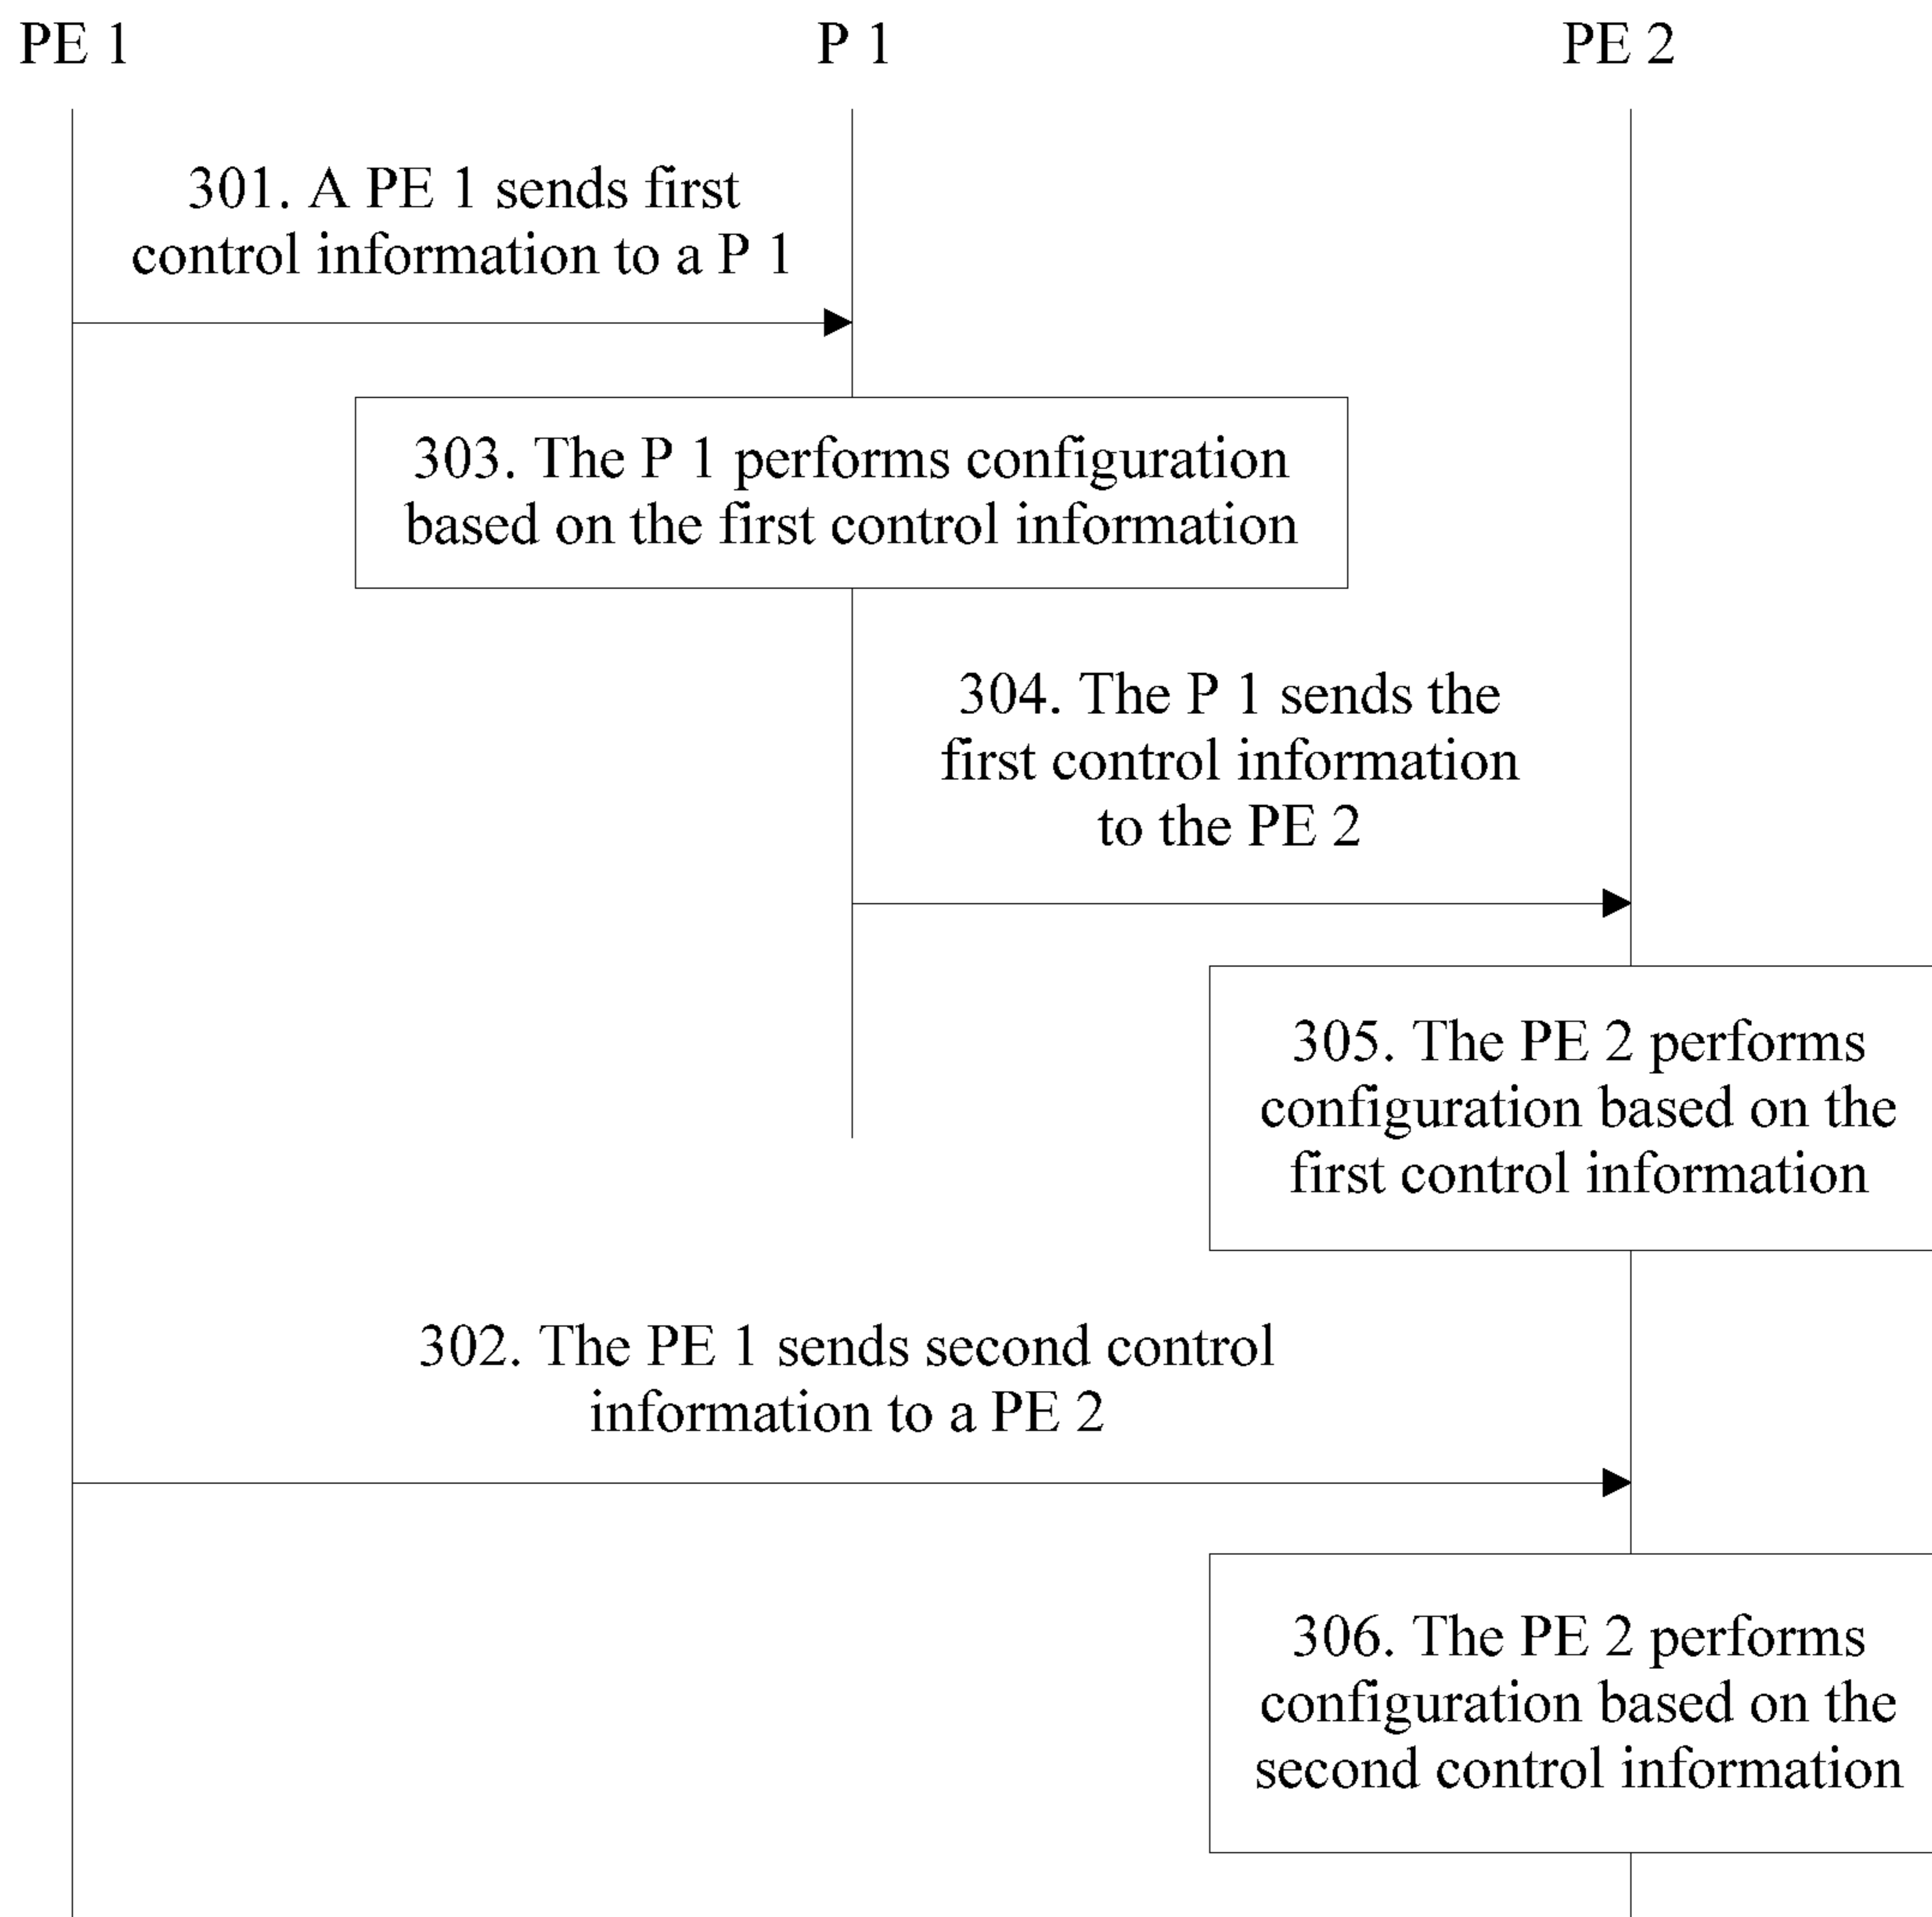 PE 1
P 1
PE 2
301. A PE 1 sends first
control information to a P 1
303. The P 1 performs configuration
based on the first control information
304. The P 1 sends the
first control information
to the PE 2
305. The PE 2 performs
configuration based on the
first control information
302. The PE 1 sends second control
information to a PE 2
306. The PE 2 performs
configuration based on the
second control information